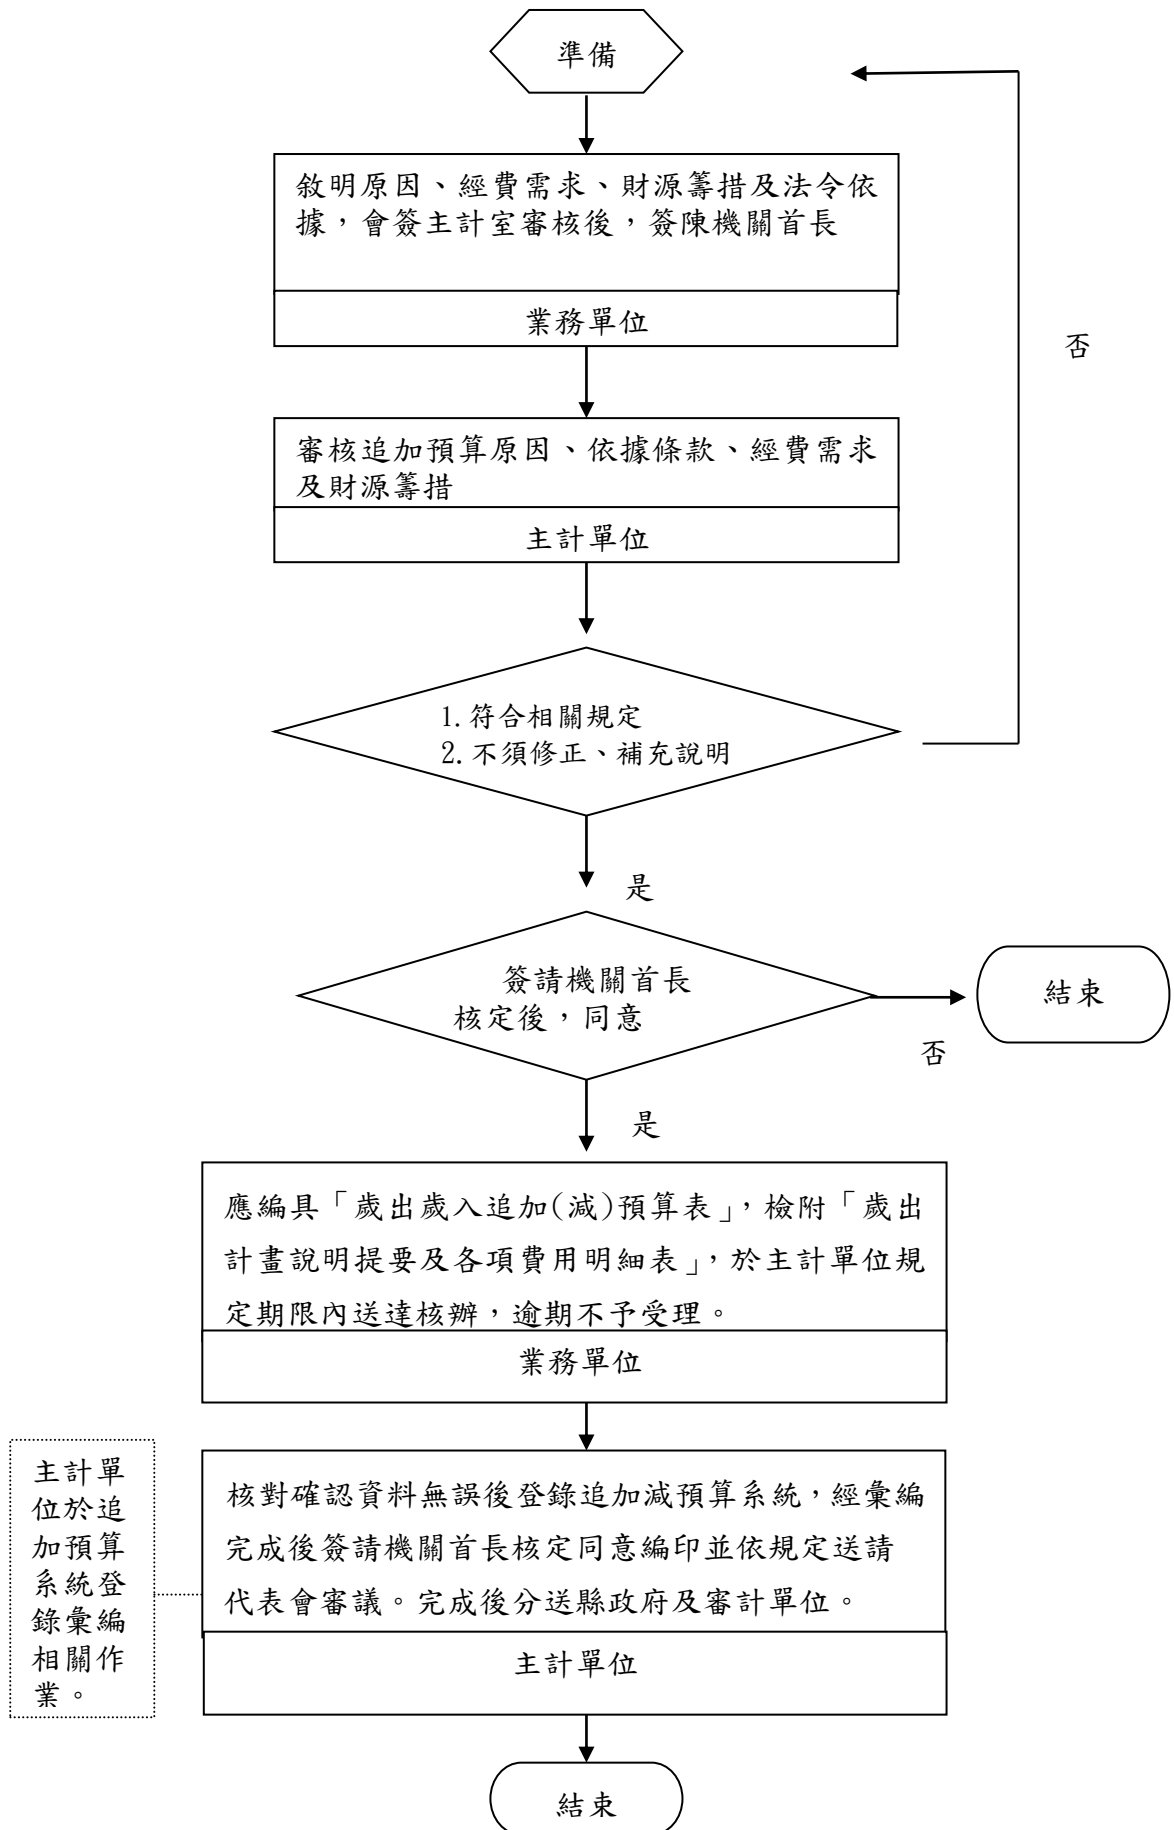 準備
敘明原因、經費需求、財源籌措及法令依
據，會簽主計室審核後，簽陳機關首長
業務單位
否
審核追加預算原因、依據條款、經費需求
及財源籌措
主計單位
1.符合相關規定
2.不須修正、補充說明
是
簽請機關首長
核定後，同意
結束
否
是
應編具「歲出歲入追加(減)預算表」，檢附「歲出
計畫說明提要及各項費用明細表」，於主計單位規
定期限內送達核辦，逾期不予受理。
業務單位
主計單
位於追
加預算
系統登
錄彙編
相關作
業。
核對確認資料無誤後登錄追加減預算系統，經彙編
完成後簽請機關首長核定同意編印並依規定送請
代表會審議。完成後分送縣政府及審計單位。
主計單位
結束